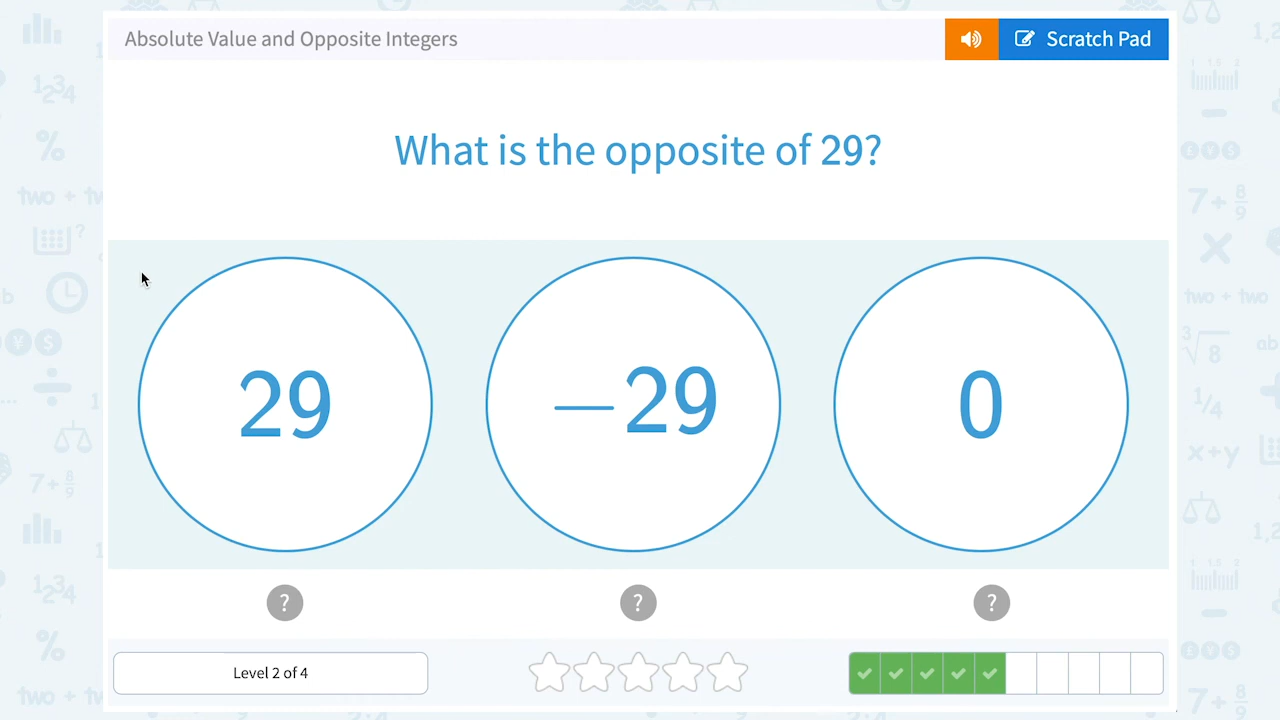 Absolute Value and Opposite Integers
Scratch Pad
What is the opposite of 29?
29
—29
0
?
?
?
Level 2 of 4